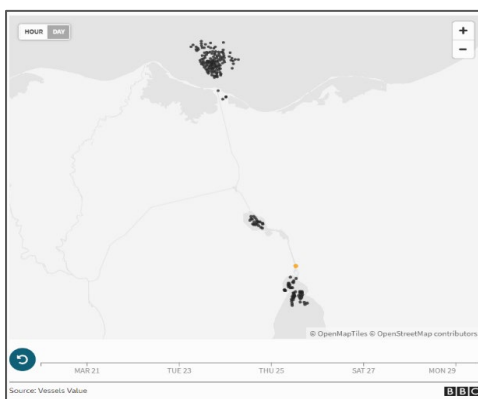 HOUR DAY
+
−
© OpenMapTiles © OpenStreetMap contributors
MAR 21 TUE 23 THU 25 SAT 27 MON 29
Source: Vessels Value BBC